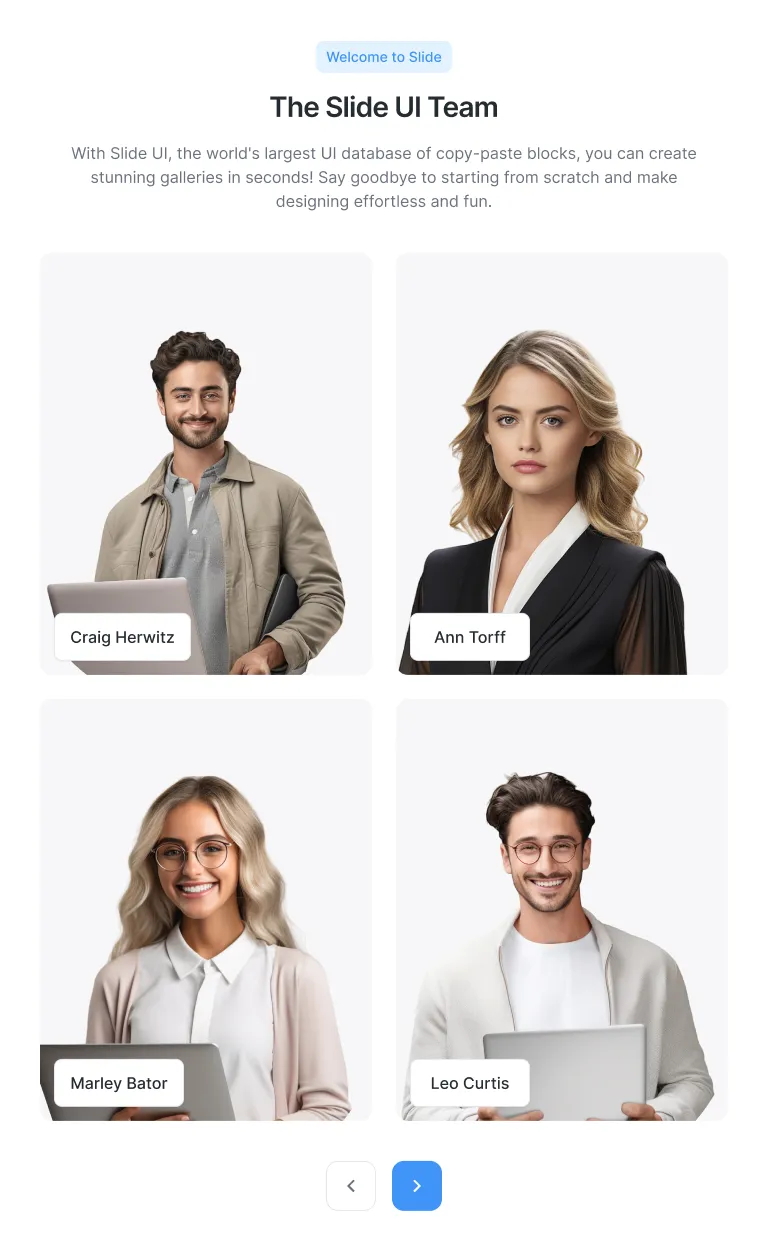 Welcome to Slide
The Slide UI Team
With Slide UI, the world's largest UI database of copy-paste blocks, you can create
stunning galleries in seconds! Say goodbye to starting from scratch and make
designing effortless and fun.
Craig Herwitz
Ann Torff
Marley Bator
Leo Curtis